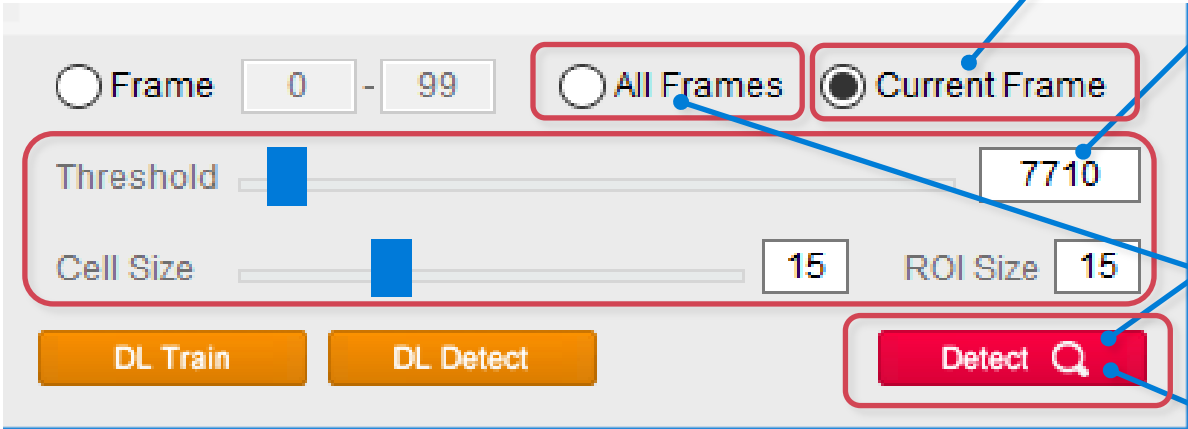 Frame 0 - 99 All Frames Current Frame
Threshold 7710
Cell Size 15 ROI Size 15
DL Train DL Detect Detect